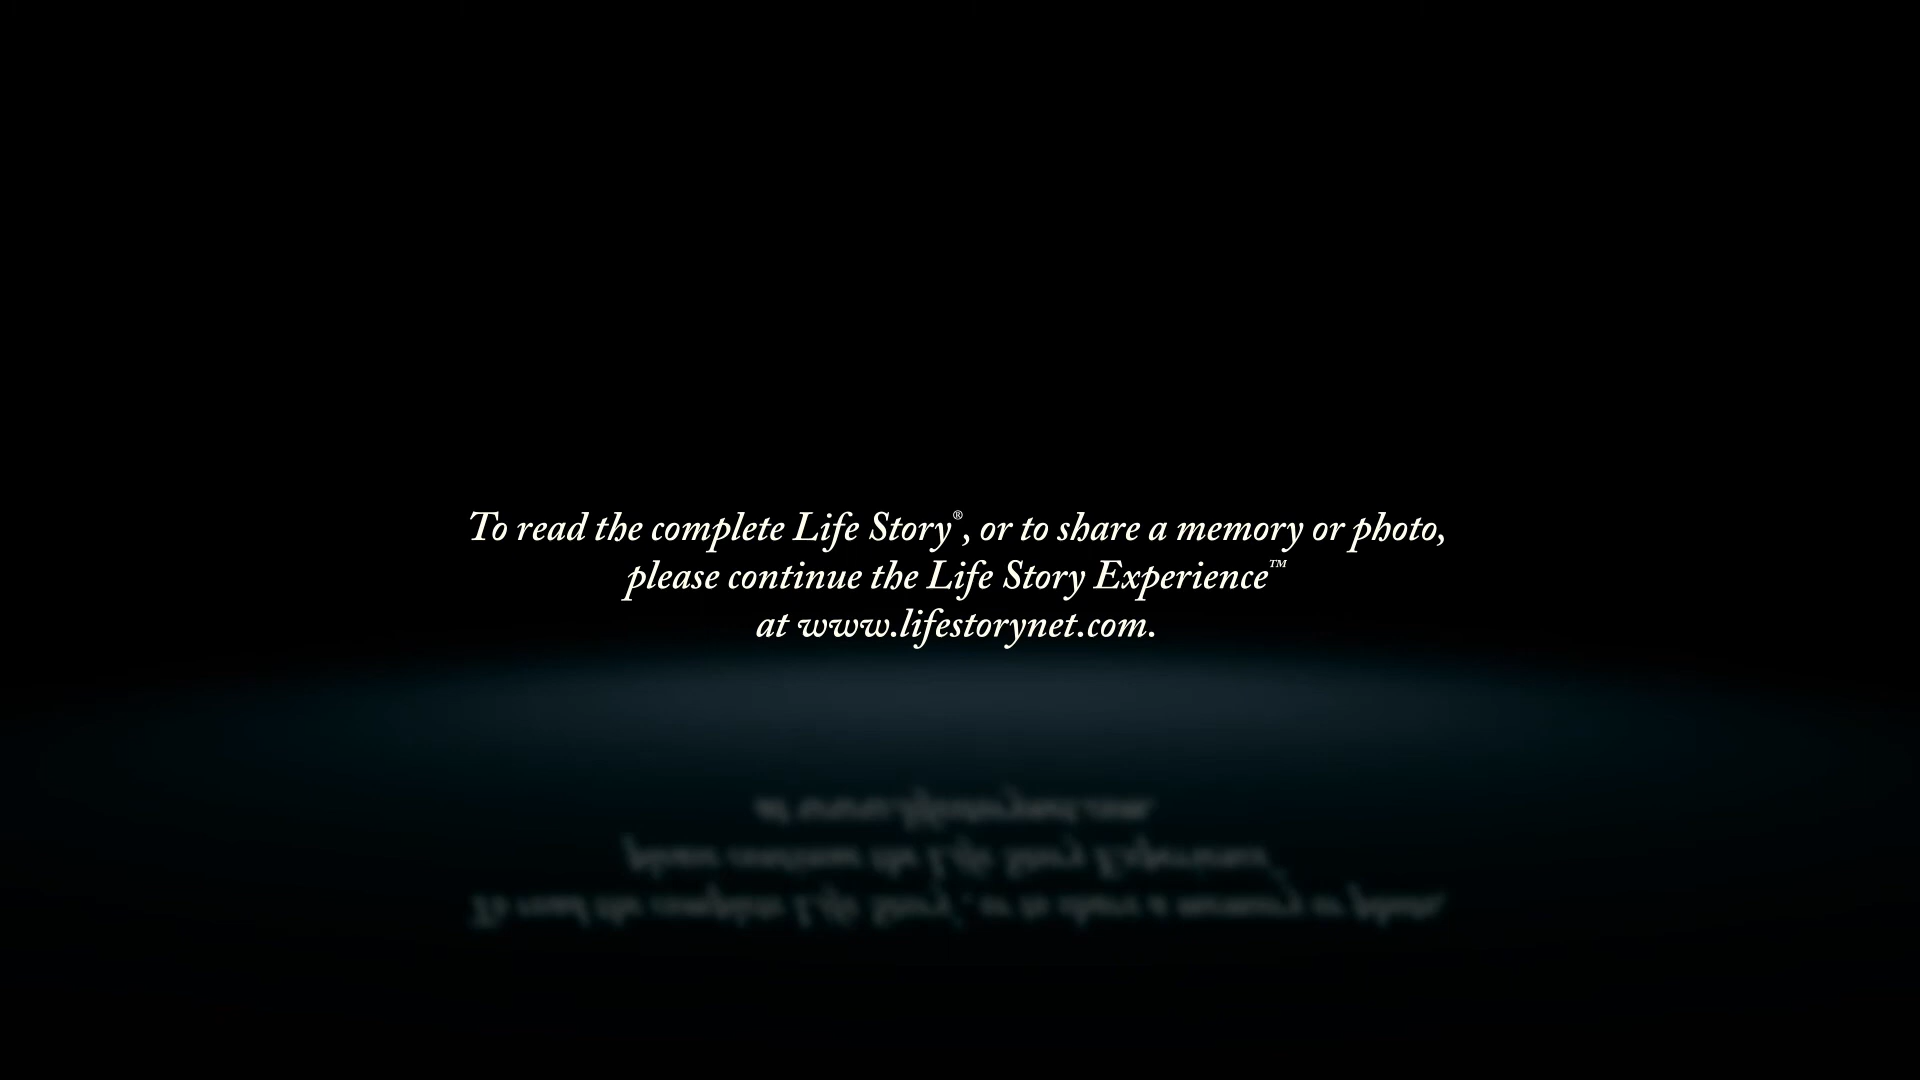 To read the complete Life Story®, or to share a memory or photo,
please continue the Life Story Experience™
at www.lifestorynet.com.